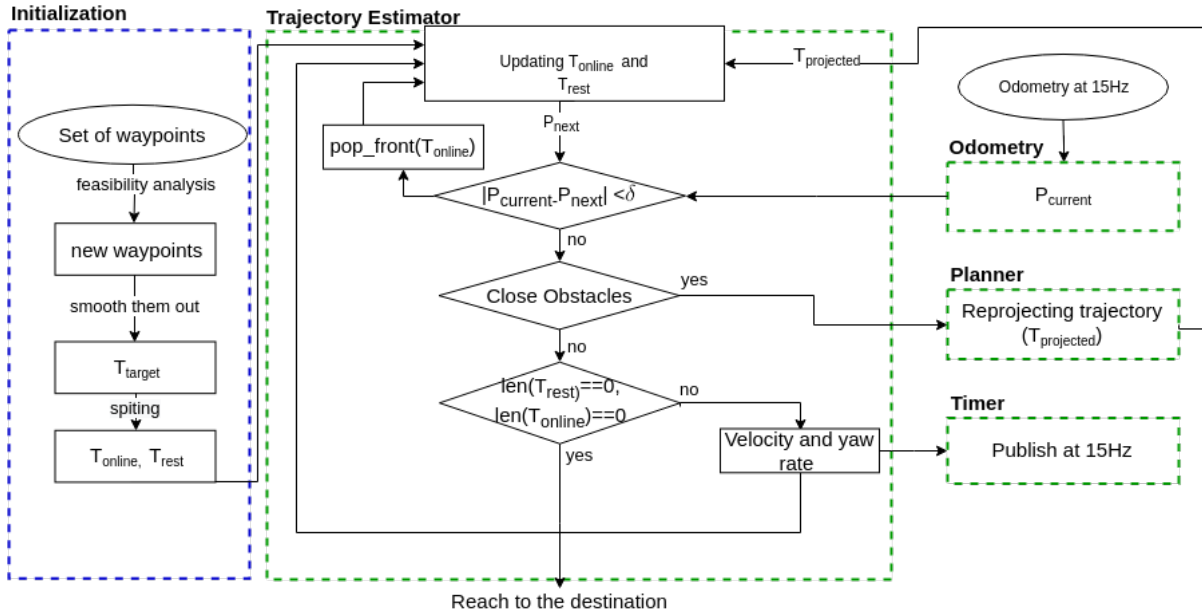 Initialization
Set of waypoints
feasibility analysis
new waypoints
smooth them out
T_target
spiting
T_online, T_rest
Trajectory Estimator
Updating T_online and
T_rest
P_next
pop_front(T_online)
|P_current-P_next| <δ
no
Close Obstacles
yes
no
len(T_rest)==0,
len(T_online)==0
no
yes
Velocity and yaw
rate
Reach to the destination
T_projected
Odometry at 15Hz
Odometry
P_current
Planner
Reprojecting trajectory
(T_projected)
Timer
Publish at 15Hz